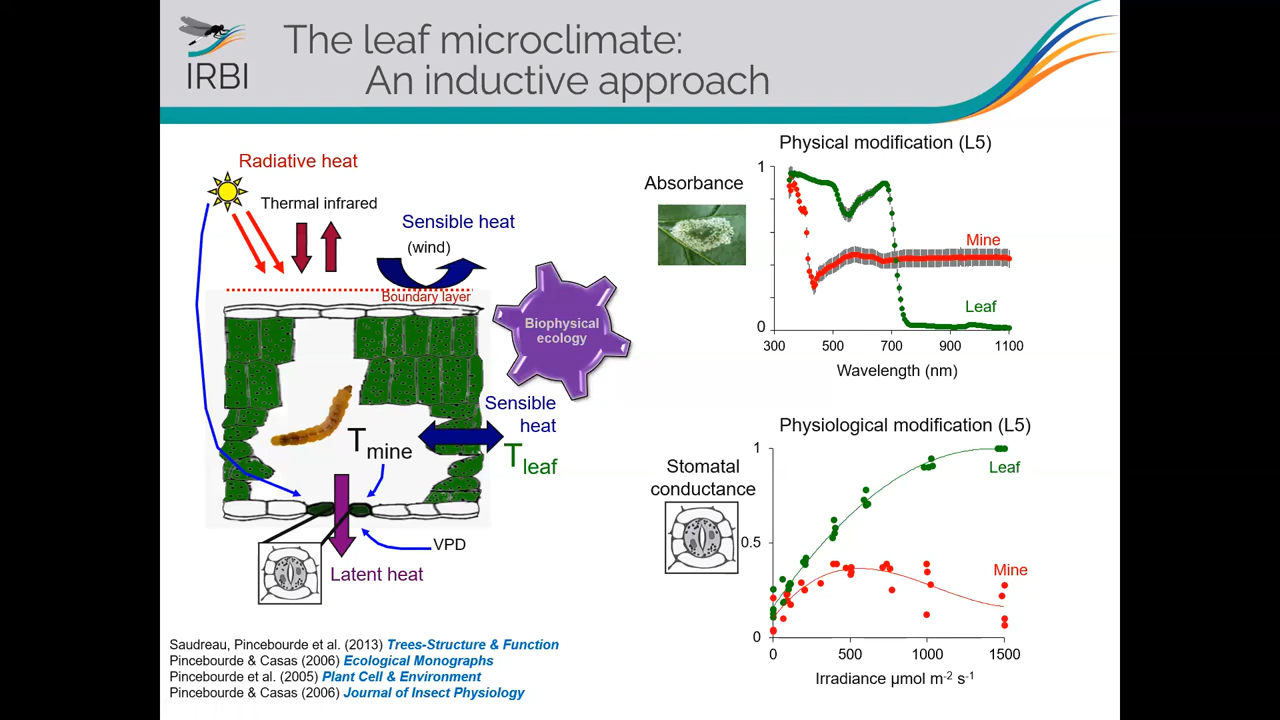 IRBI
The leaf microclimate:
An inductive approach
Radiative heat
Thermal infrared
Sensible heat
(wind)
Boundary layer
Biophysical
ecology
Sensible
heat
T mine
T leaf
VPD
Latent heat
Saudreau, Pincebourde et al. (2013) Trees-Structure & Function
Pincebourde & Casas (2006) Ecological Monographs
Pincebourde et al. (2005) Plant Cell & Environment
Pincebourde & Casas (2006) Journal of Insect Physiology
Physical modification (L5)
Absorbance
1
Mine
Leaf
0
300 500 700 900 1100
Wavelength (nm)
Physiological modification (L5)
Stomatal
conductance
1
Leaf
0.5
Mine
0
0 500 1000 1500
Irradiance µmol m-2 s-1